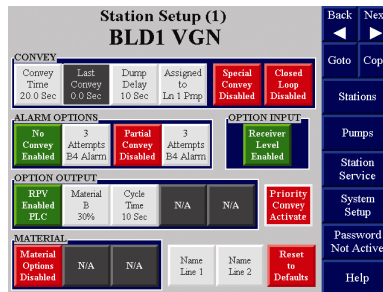 Station Setup (1)
BLD1 VGN
Back
Goto
Stations
Pumps
Station
Service
System
Setup
Password
Not Active
Help
CONVEY
Convey
Time
20.0 Sec
Last
Convey
0.0 Sec
Dump
Delay
10 Sec
Assigned
to
Ln 1 Pmp
Special
Convey
Disabled
Closed
Loop
Disabled
ALARM OPTIONS
No
Convey
Enabled
3
Attempts
B4 Alarm
Partial
Convey
Disabled
3
Attempts
B4 Alarm
OPTION INPUT
Receiver
Level
Enabled
OPTION OUTPUT
RPV
Enabled
PLC
Material
B
30%
Cycle
Time
10 Sec
N/A
N/A
Priority
Convey
Activate
MATERIAL
Material
Options
Disabled
N/A
N/A
Name
Line 1
Name
Line 2
Reset
to
Defaults